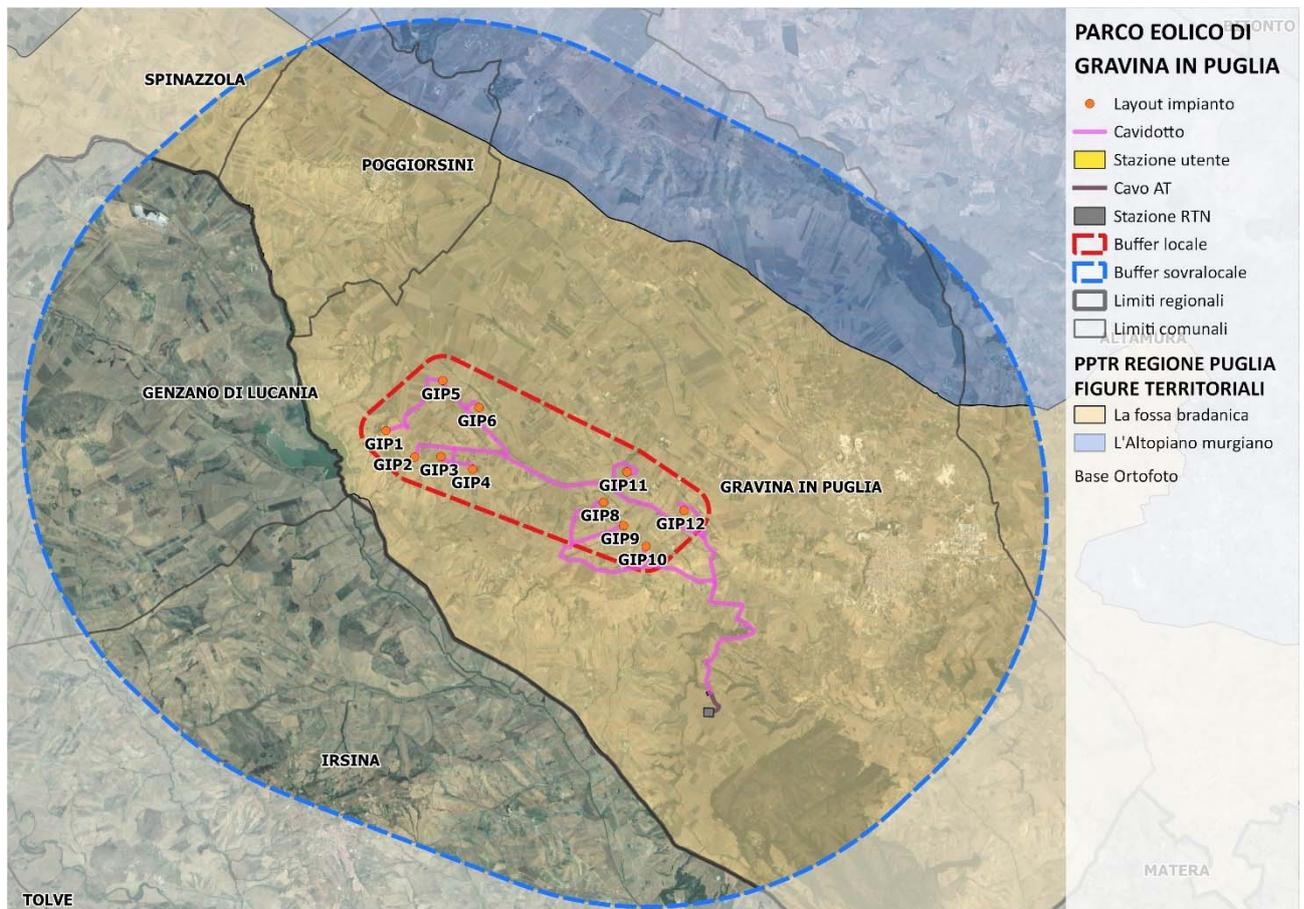 SPINAZZOLA
POGGIORSINI
GENZANO DI LUCANIA
GIP5
GIP6
GIP1
GIP2
GIP3
GIP4
GIP11
GRAVINA IN PUGLIA
GIP8
GIP12
GIP9
GIP10
IRSINA
TOLVE
BITONTO
PARCO EOLICO DI
GRAVINA IN PUGLIA
Layout impianto
Cavidotto
Stazione utente
Cavo AT
Stazione RTN
Buffer locale
Buffer sovralocale
Limiti regionali
Limiti comunali
ALTAMURA
PPTR REGIONE PUGLIA
FIGURE TERRITORIALI
La fossa bradanica
L'Altopiano murgiano
Base Ortofoto
MATERA